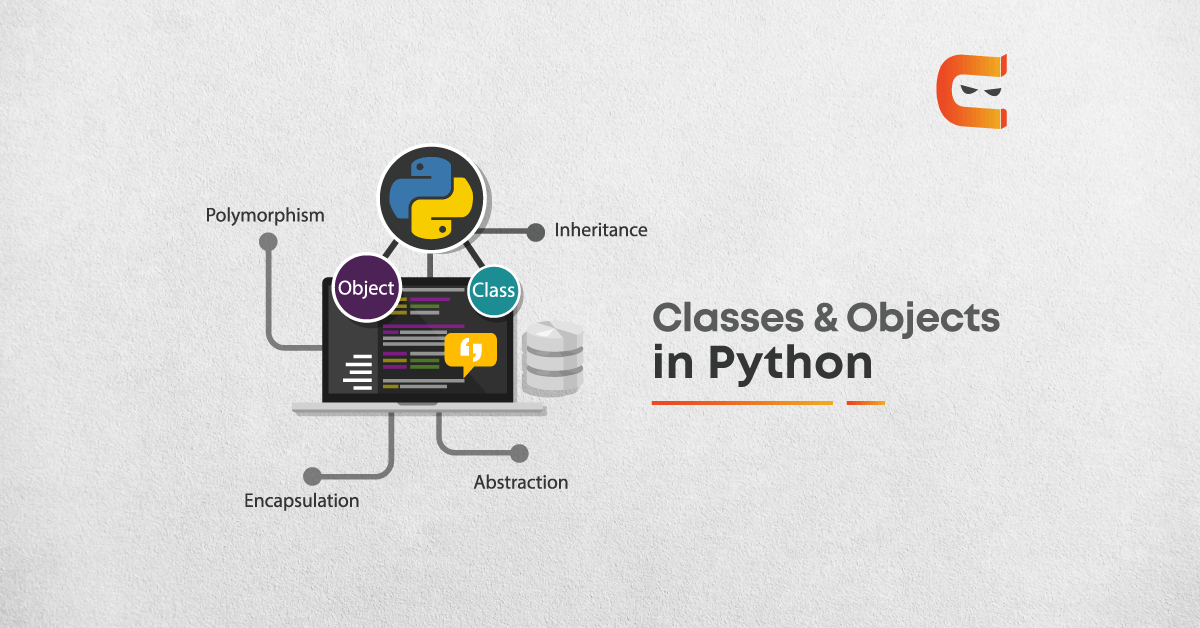 Polymorphism
Inheritance
Object
Class
Classes & Objects
in Python
Abstraction
Encapsulation